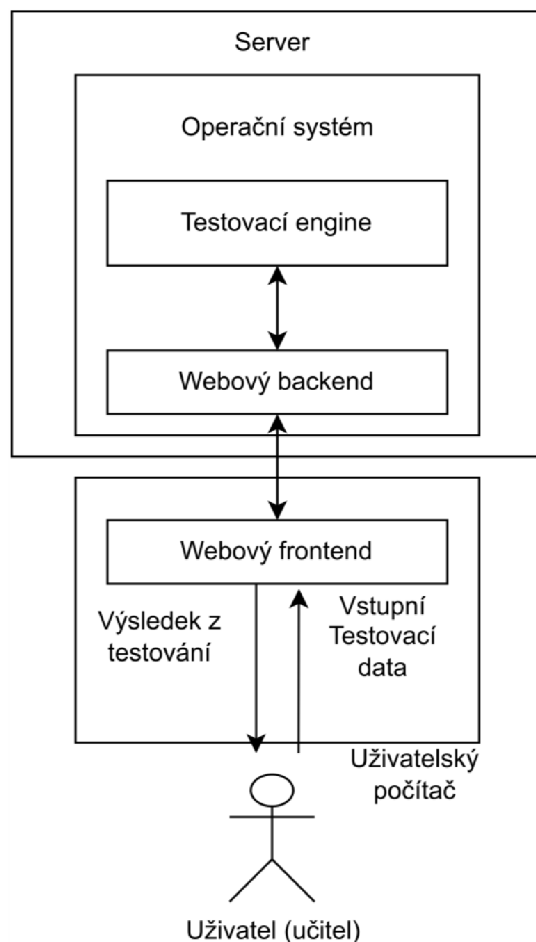 Server
Operační systém
Testovací engine
Webový backend
Webový frontend
Výsledek z
testování
Vstupní
Testovací
data
Uživatelský
počítač
Uživatel (učitel)